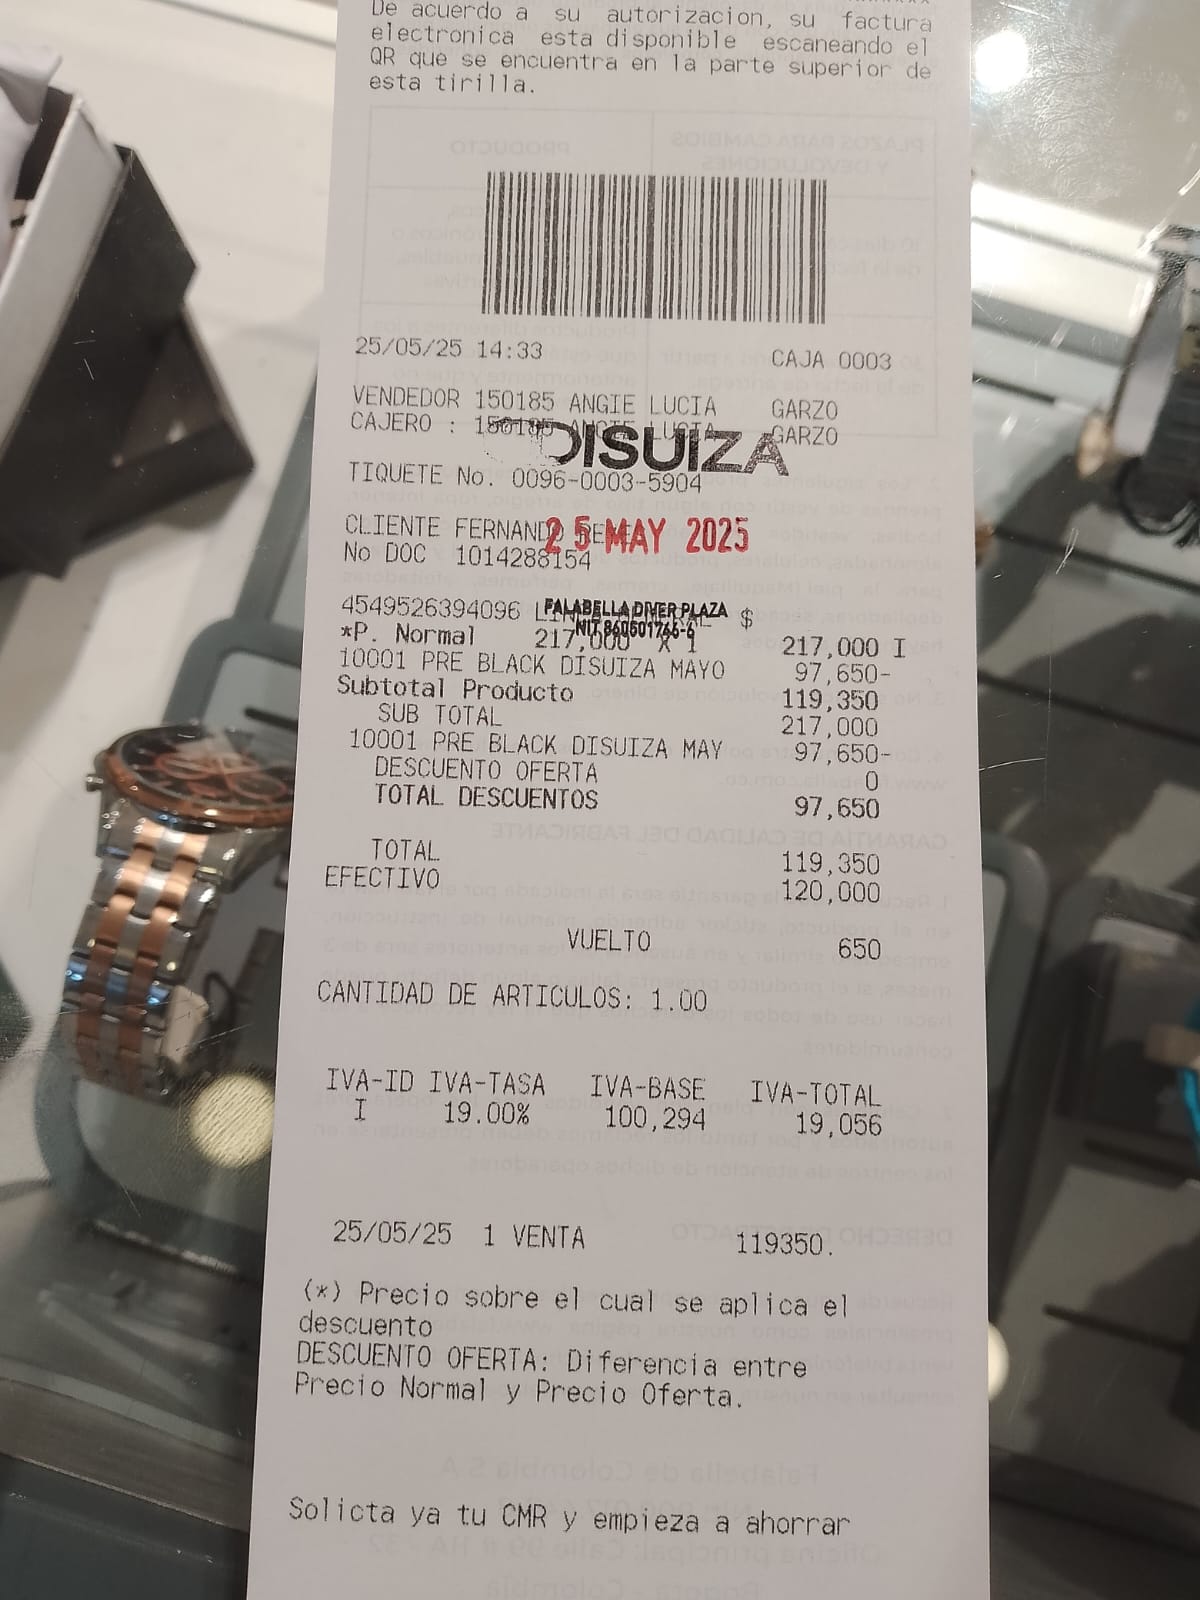 De acuerdo a su autorizacion, su factura
electronica esta disponible escaneando el
QR que se encuentra en la parte superior de
esta tirilla.
25/05/25 14:33 CAJA 0003
VENDEDOR 150185 ANGIE LUCIA GARZO
CAJERO : 150185 ANGIE LUCIA GARZO
DISUIZA
TIQUETE No. 0096-0003-5904
CLIENTE FERNANDO
25 MAY 2025
No DOC 1014288154
4549526394096 $
FALABELLA DIVER PLAZA
NIT 860501766-6
*P. Normal 217,000 X 1 217,000 I
10001 PRE BLACK DISUIZA MAYO 97,650-
Subtotal Producto 119,350
SUB TOTAL 217,000
10001 PRE BLACK DISUIZA MAY 97,650-
DESCUENTO OFERTA 0
TOTAL DESCUENTOS 97,650
TOTAL 119,350
EFECTIVO 120,000
VUELTO 650
CANTIDAD DE ARTICULOS: 1.00
IVA-ID IVA-TASA IVA-BASE IVA-TOTAL
I 19.00% 100,294 19,056
25/05/25 1 VENTA 119350.
(*) Precio sobre el cual se aplica el
descuento
DESCUENTO OFERTA: Diferencia entre
Precio Normal y Precio Oferta.
Solicta ya tu CMR y empieza a ahorrar